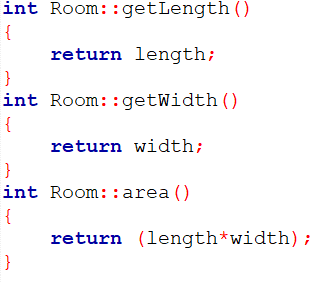 int Room::getLength()
{
    return length;
}
int Room::getWidth()
{
    return width;
}
int Room::area()
{
    return (length*width);
}